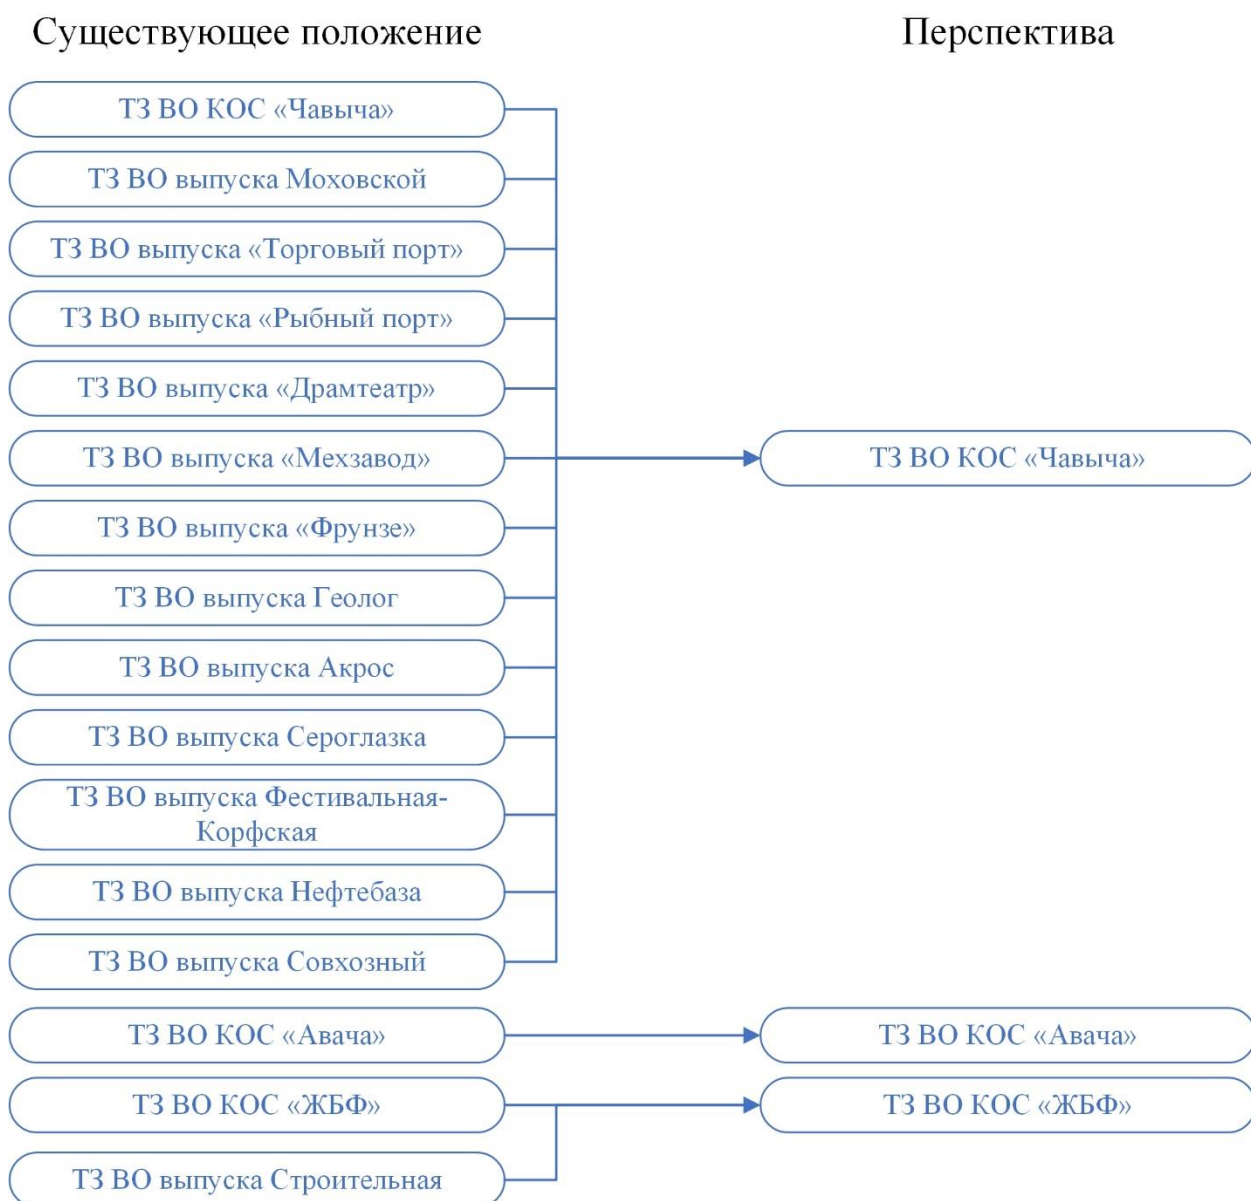 Существующее положение
Перспектива
ТЗ ВО КОС «Чавыча»
ТЗ ВО выпуска Моховской
ТЗ ВО выпуска «Торговый порт»
ТЗ ВО выпуска «Рыбный порт»
ТЗ ВО выпуска «Драмтеатр»
ТЗ ВО выпуска «Мехзавод»
ТЗ ВО КОС «Чавыча»
ТЗ ВО выпуска «Фрунзе»
ТЗ ВО выпуска Геолог
ТЗ ВО выпуска Акрос
ТЗ ВО выпуска Сероглазка
ТЗ ВО выпуска Фестивальная-
Корфская
ТЗ ВО выпуска Нефтебаза
ТЗ ВО выпуска Совхозный
ТЗ ВО КОС «Авача»
ТЗ ВО КОС «Авача»
ТЗ ВО КОС «ЖБФ»
ТЗ ВО КОС «ЖБФ»
ТЗ ВО выпуска Строительная